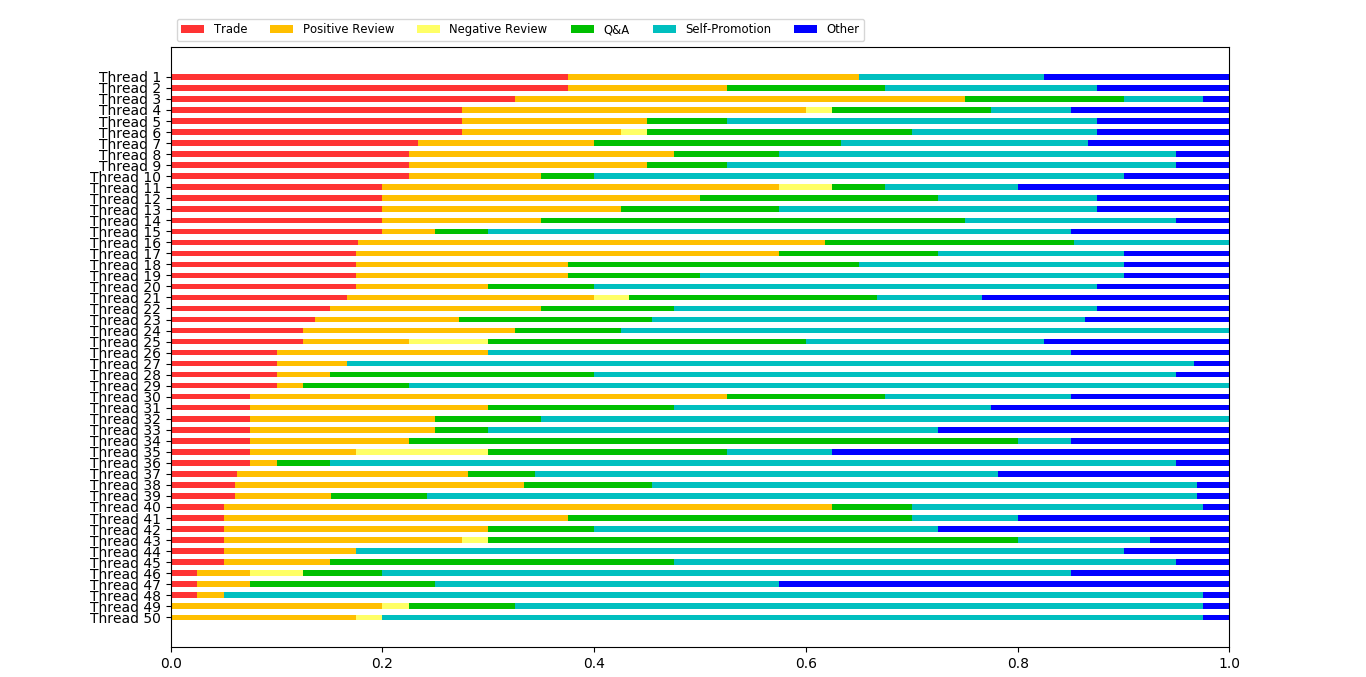 Trade Positive Review Negative Review Q&A Self-Promotion Other
Thread 1
Thread 2
Thread 3
Thread 4
Thread 5
Thread 6
Thread 7
Thread 8
Thread 9
Thread 10
Thread 11
Thread 12
Thread 13
Thread 14
Thread 15
Thread 16
Thread 17
Thread 18
Thread 19
Thread 20
Thread 21
Thread 22
Thread 23
Thread 24
Thread 25
Thread 26
Thread 27
Thread 28
Thread 29
Thread 30
Thread 31
Thread 32
Thread 33
Thread 34
Thread 35
Thread 36
Thread 37
Thread 38
Thread 39
Thread 40
Thread 41
Thread 42
Thread 43
Thread 44
Thread 45
Thread 46
Thread 47
Thread 48
Thread 49
Thread 50
0.0 0.2 0.4 0.6 0.8 1.0